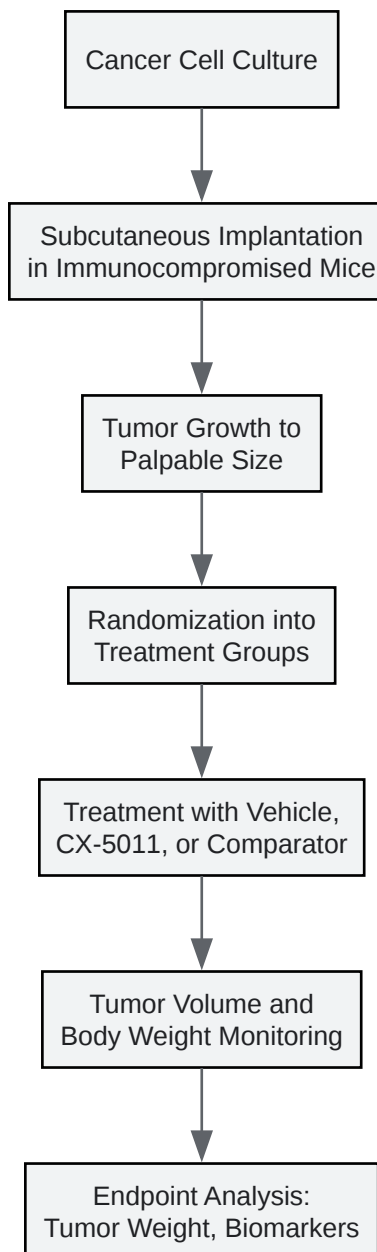 Cancer Cell Culture
Subcutaneous Implantation
in Immunocompromised Mice
Tumor Growth to
Palpable Size
Randomization into
Treatment Groups
Treatment with Vehicle,
CX-5011, or Comparator
Tumor Volume and
Body Weight Monitoring
Endpoint Analysis:
Tumor Weight, Biomarkers